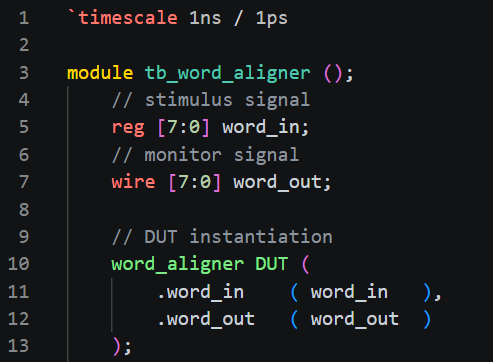 1 `timescale 1ns / 1ps
2
3 module tb_word_aligner ();
4 // stimulus signal
5 reg [7:0] word_in;
6 // monitor signal
7 wire [7:0] word_out;
8
9 // DUT instantiation
10 word_aligner DUT (
11 .word_in ( word_in ),
12 .word_out ( word_out )
13 );